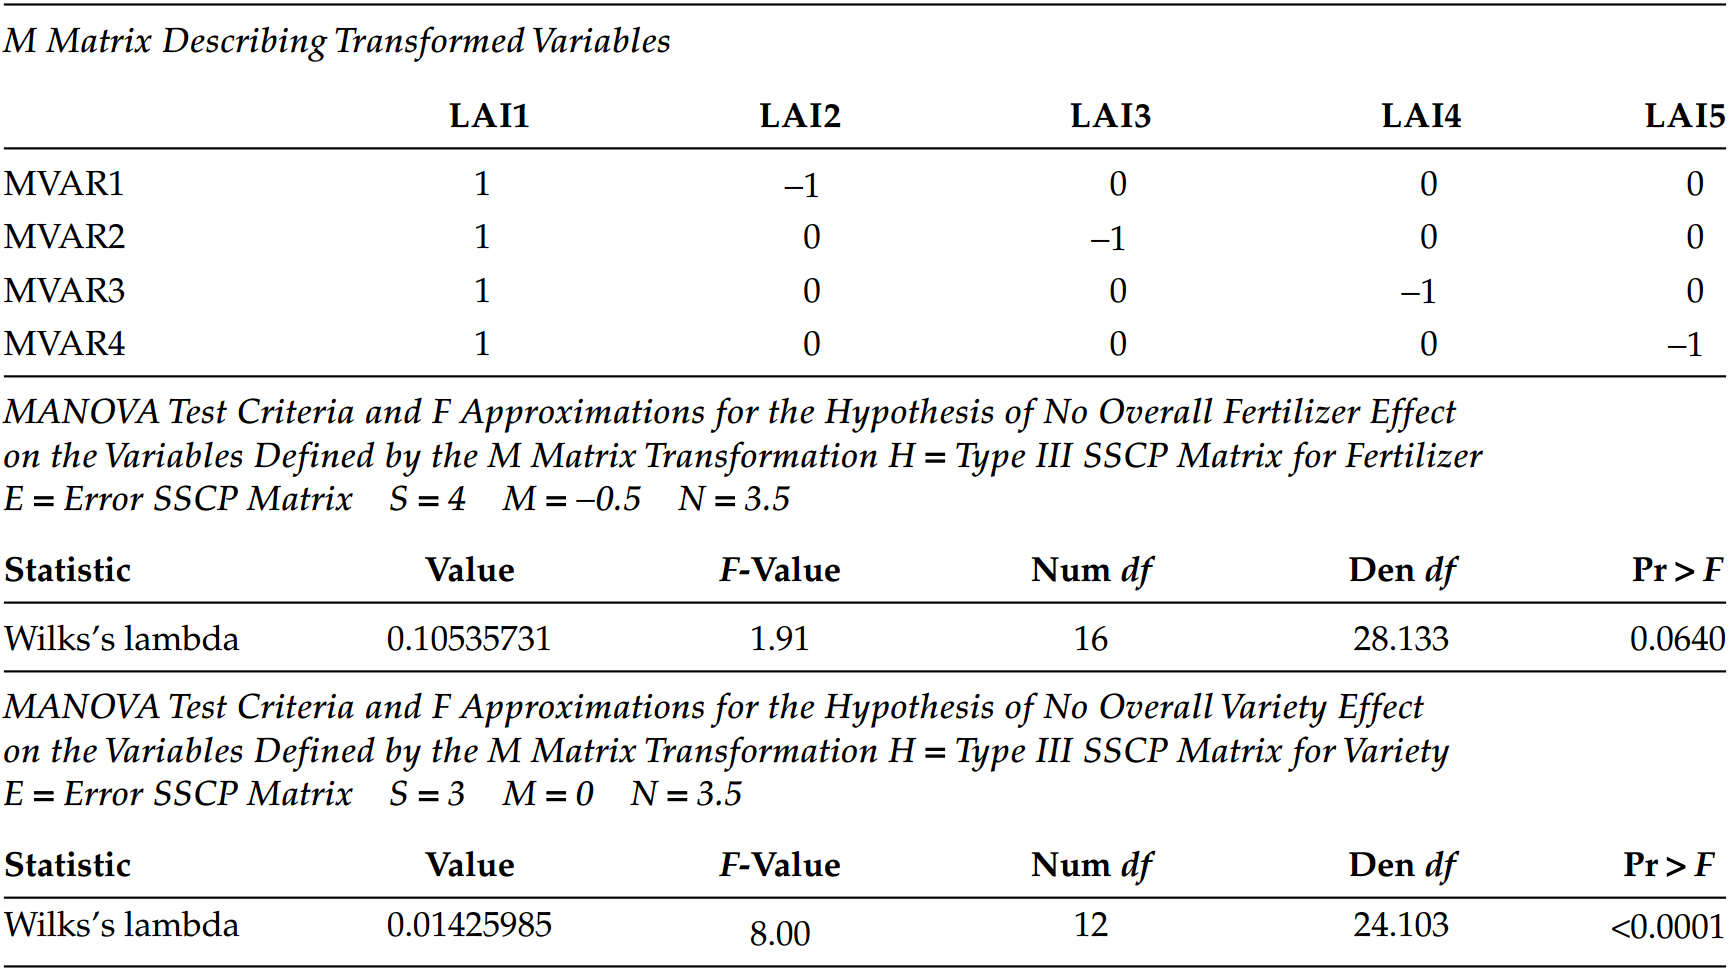 M Matrix Describing Transformed Variables
LAI1 LAI2 LAI3 LAI4 LAI5
MVAR1 1 –1 0 0 0
MVAR2 1 0 –1 0 0
MVAR3 1 0 0 –1 0
MVAR4 1 0 0 0 –1
MANOVA Test Criteria and F Approximations for the Hypothesis of No Overall Fertilizer Effect
on the Variables Defined by the M Matrix Transformation H = Type III SSCP Matrix for Fertilizer
E = Error SSCP Matrix S = 4 M = –0.5 N = 3.5
Statistic Value F-Value Num df Den df Pr > F
Wilks’s lambda 0.10535731 1.91 16 28.133 0.0640
MANOVA Test Criteria and F Approximations for the Hypothesis of No Overall Variety Effect
on the Variables Defined by the M Matrix Transformation H = Type III SSCP Matrix for Variety
E = Error SSCP Matrix S = 3 M = 0 N = 3.5
Statistic Value F-Value Num df Den df Pr > F
Wilks’s lambda 0.01425985 8.00 12 24.103 <0.0001